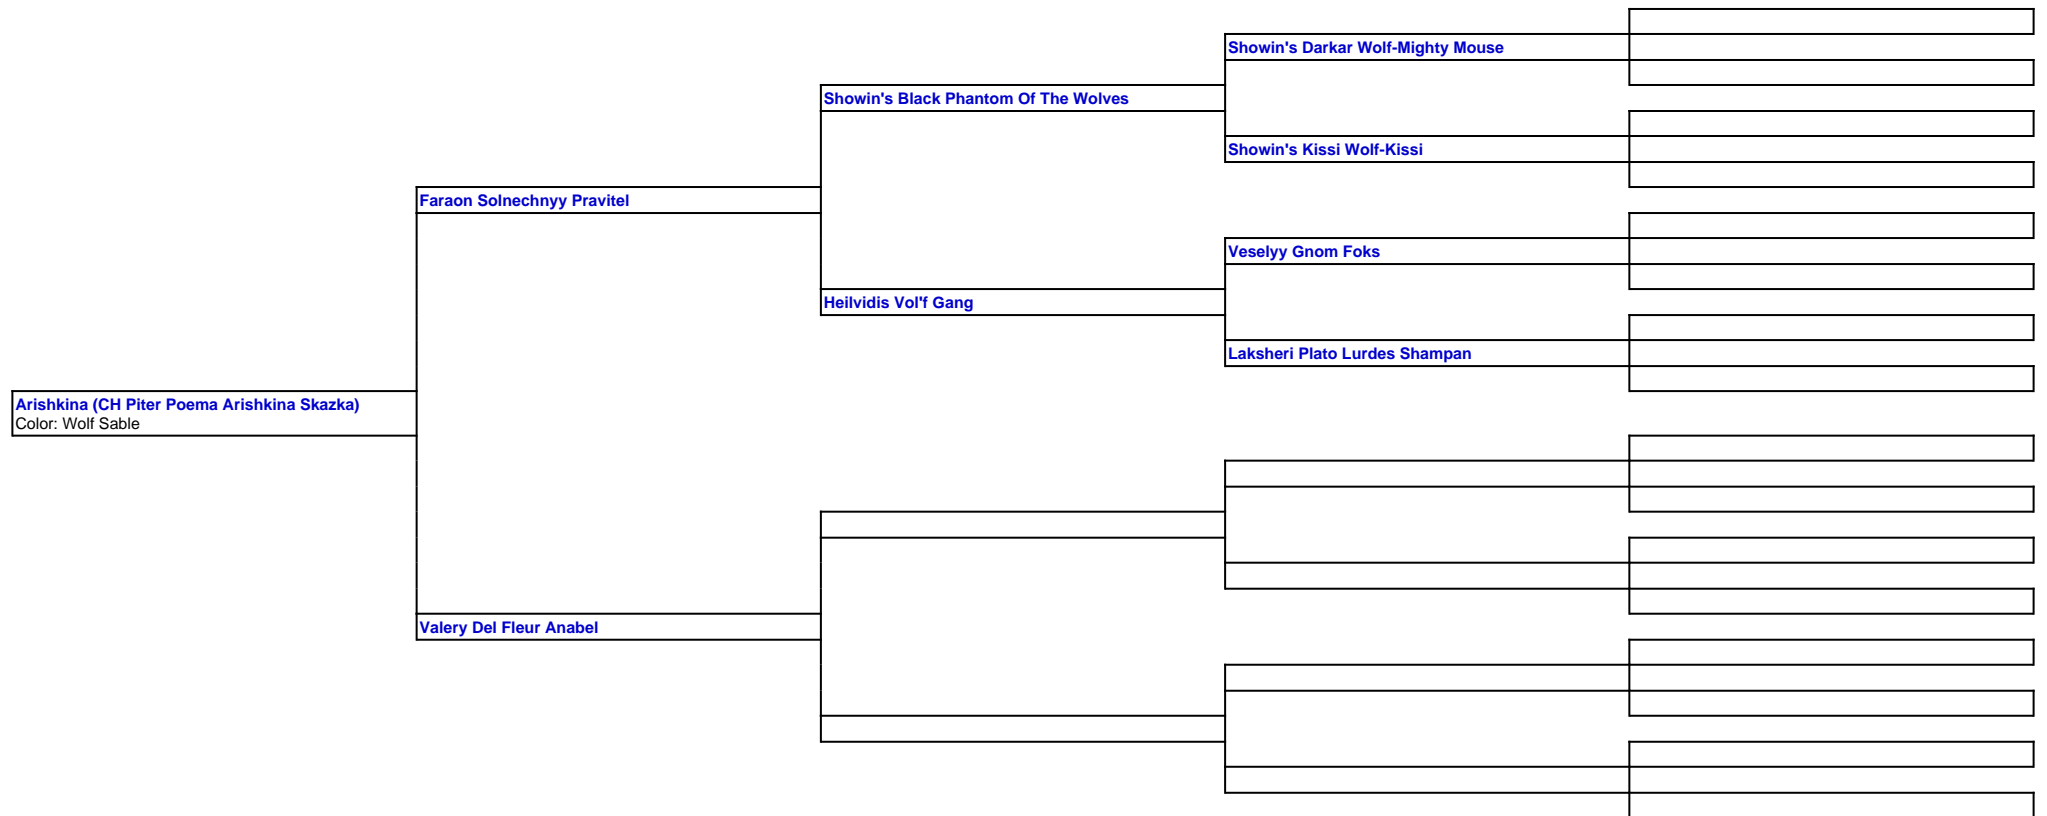 Showin's Darkar Wolf-Mighty Mouse
Showin's Black Phantom Of The Wolves
Showin's Kissi Wolf-Kissi
Faraon Solnechnyy Pravitel
Veselyy Gnom Foks
Heilvidis Vol'f Gang
Laksheri Plato Lurdes Shampan
Arishkina (CH Piter Poema Arishkina Skazka)
Color: Wolf Sable
Valery Del Fleur Anabel